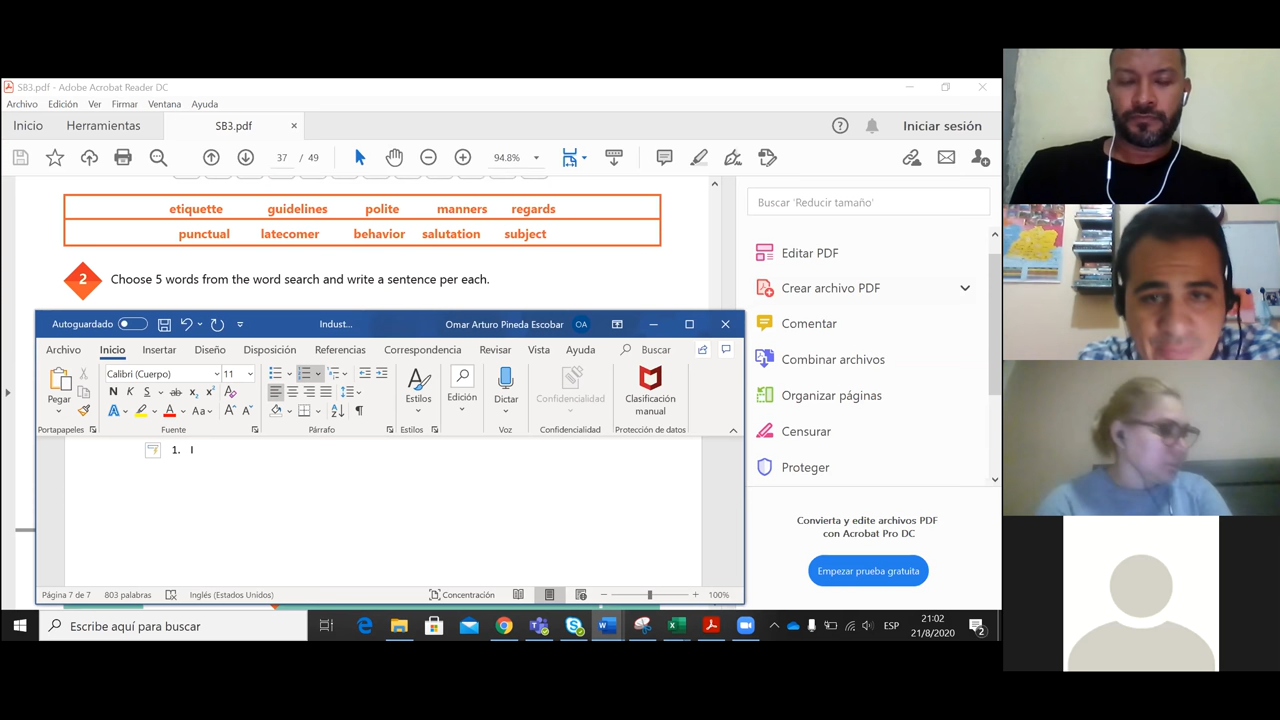 SB3.pdf - Adobe Acrobat Reader DC
Archivo Edición Ver Firmar Ventana Ayuda
Inicio Herramientas SB3.pdf × Iniciar sesión
37 / 49 94.8%
etiquette guidelines polite manners regards
punctual latecomer behavior salutation subject
2 Choose 5 words from the word search and write a sentence per each.
Buscar 'Reducir tamaño'
Editar PDF
Crear archivo PDF
Comentar
Combinar archivos
Organizar páginas
Censurar
Proteger
Convierta y edite archivos PDF
con Acrobat Pro DC
Empezar prueba gratuita
Autoguardado Indust... Omar Arturo Pineda Escobar OA
Archivo Inicio Insertar Diseño Disposición Referencias Correspondencia Revisar Vista Ayuda Buscar
Calibri (Cuerpo) 11
N K S ab x₂ x²
A A Aa A A
Pegar Estilos Edición Dictar Confidencialidad Clasificación
manual
Portapapeles Fuente Párrafo Estilos Voz Confidencialidad Protección de datos
1. I
Página 7 de 7 803 palabras Inglés (Estados Unidos) Concentración 100%
Escribe aquí para buscar
ESP 21:02
21/8/2020 2